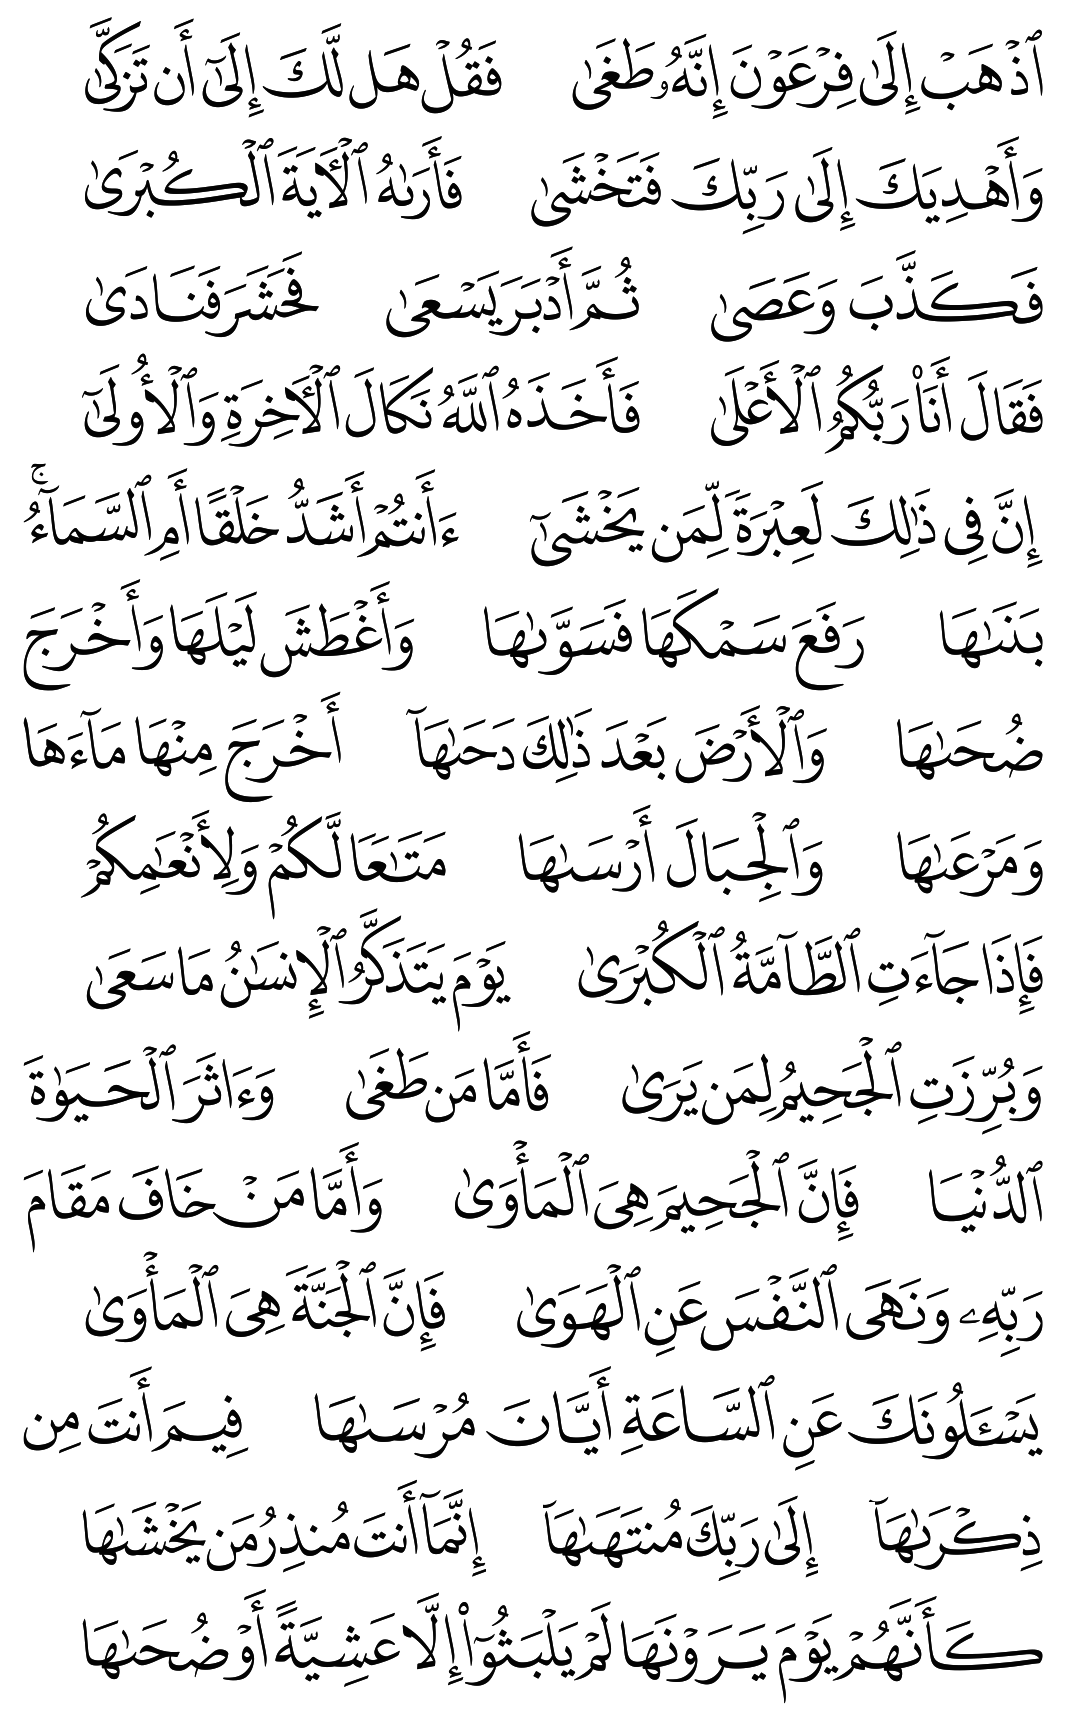 ٱذۡهَبۡ إِلَىٰ فِرۡعَوۡنَ إِنَّهُۥ طَغَىٰ فَقُلۡ هَل لَّكَ إِلَىٰٓ أَن تَزَكَّىٰ
وَأَهۡدِيَكَ إِلَىٰ رَبِّكَ فَتَخۡشَىٰ فَأَرَىٰهُ ٱلۡأٓيَةَ ٱلۡكُبۡرَىٰ
فَكَذَّبَ وَعَصَىٰ ثُمَّ أَدۡبَرَ يَسۡعَىٰ فَحَشَرَ فَنَادَىٰ
فَقَالَ أَنَا۠ رَبُّكُمُ ٱلۡأَعۡلَىٰ فَأَخَذَهُ ٱللَّهُ نَكَالَ ٱلۡأٓخِرَةِ وَٱلۡأُولَىٰٓ
إِنَّ فِي ذَٰلِكَ لَعِبۡرَةٗ لِّمَن يَخۡشَىٰٓ ءَأَنتُمۡ أَشَدُّ خَلۡقًا أَمِ ٱلسَّمَآءُۚ
بَنَىٰهَا رَفَعَ سَمۡكَهَا فَسَوَّىٰهَا وَأَغۡطَشَ لَيۡلَهَا وَأَخۡرَجَ
ضُحَىٰهَا وَٱلۡأَرۡضَ بَعۡدَ ذَٰلِكَ دَحَىٰهَآ أَخۡرَجَ مِنۡهَا مَآءَهَا
وَمَرۡعَىٰهَا وَٱلۡجِبَالَ أَرۡسَىٰهَا مَتَٰعٗا لَّكُمۡ وَلِأَنۡعَٰمِكُمۡ
فَإِذَا جَآءَتِ ٱلطَّآمَّةُ ٱلۡكُبۡرَىٰ يَوۡمَ يَتَذَكَّرُ ٱلۡإِنسَٰنُ مَا سَعَىٰ
وَبُرِّزَتِ ٱلۡجَحِيمُ لِمَن يَرَىٰ فَأَمَّا مَن طَغَىٰ وَءَاثَرَ ٱلۡحَيَوٰةَ
ٱلدُّنۡيَا فَإِنَّ ٱلۡجَحِيمَ هِيَ ٱلۡمَأۡوَىٰ وَأَمَّا مَنۡ خَافَ مَقَامَ
رَبِّهِۦ وَنَهَى ٱلنَّفۡسَ عَنِ ٱلۡهَوَىٰ فَإِنَّ ٱلۡجَنَّةَ هِيَ ٱلۡمَأۡوَىٰ
يَسۡـَٔلُونَكَ عَنِ ٱلسَّاعَةِ أَيَّانَ مُرۡسَىٰهَا فِيمَ أَنتَ مِن
ذِكۡرَىٰهَآ إِلَىٰ رَبِّكَ مُنتَهَىٰهَآ إِنَّمَآ أَنتَ مُنذِرُ مَن يَخۡشَىٰهَا
كَأَنَّهُمۡ يَوۡمَ يَرَوۡنَهَا لَمۡ يَلۡبَثُوٓاْ إِلَّا عَشِيَّةً أَوۡ ضُحَىٰهَا